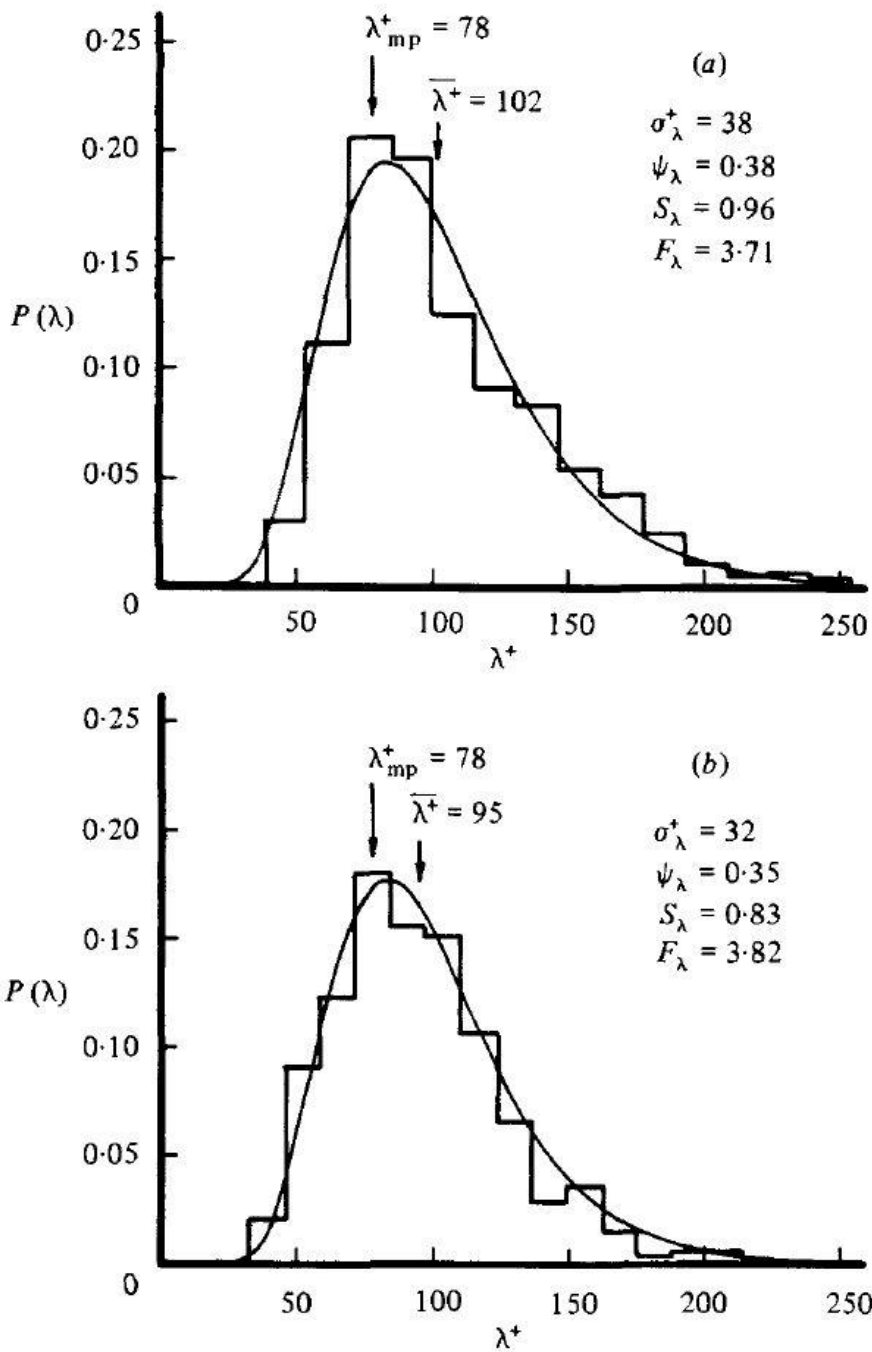 0·25
0·20
0·15
0·10
0·05
0
P (λ)
λ⁺mp = 78
λ⁺ = 102
(a)
σ⁺λ = 38
ψλ = 0·38
Sλ = 0·96
Fλ = 3·71
50 100 150 200 250
λ⁺
0·25
0·20
0·15
0·10
0·05
0
P (λ)
λ⁺mp = 78
λ⁺ = 95
(b)
σ⁺λ = 32
ψλ = 0·35
Sλ = 0·83
Fλ = 3·82
50 100 150 200 250
λ⁺